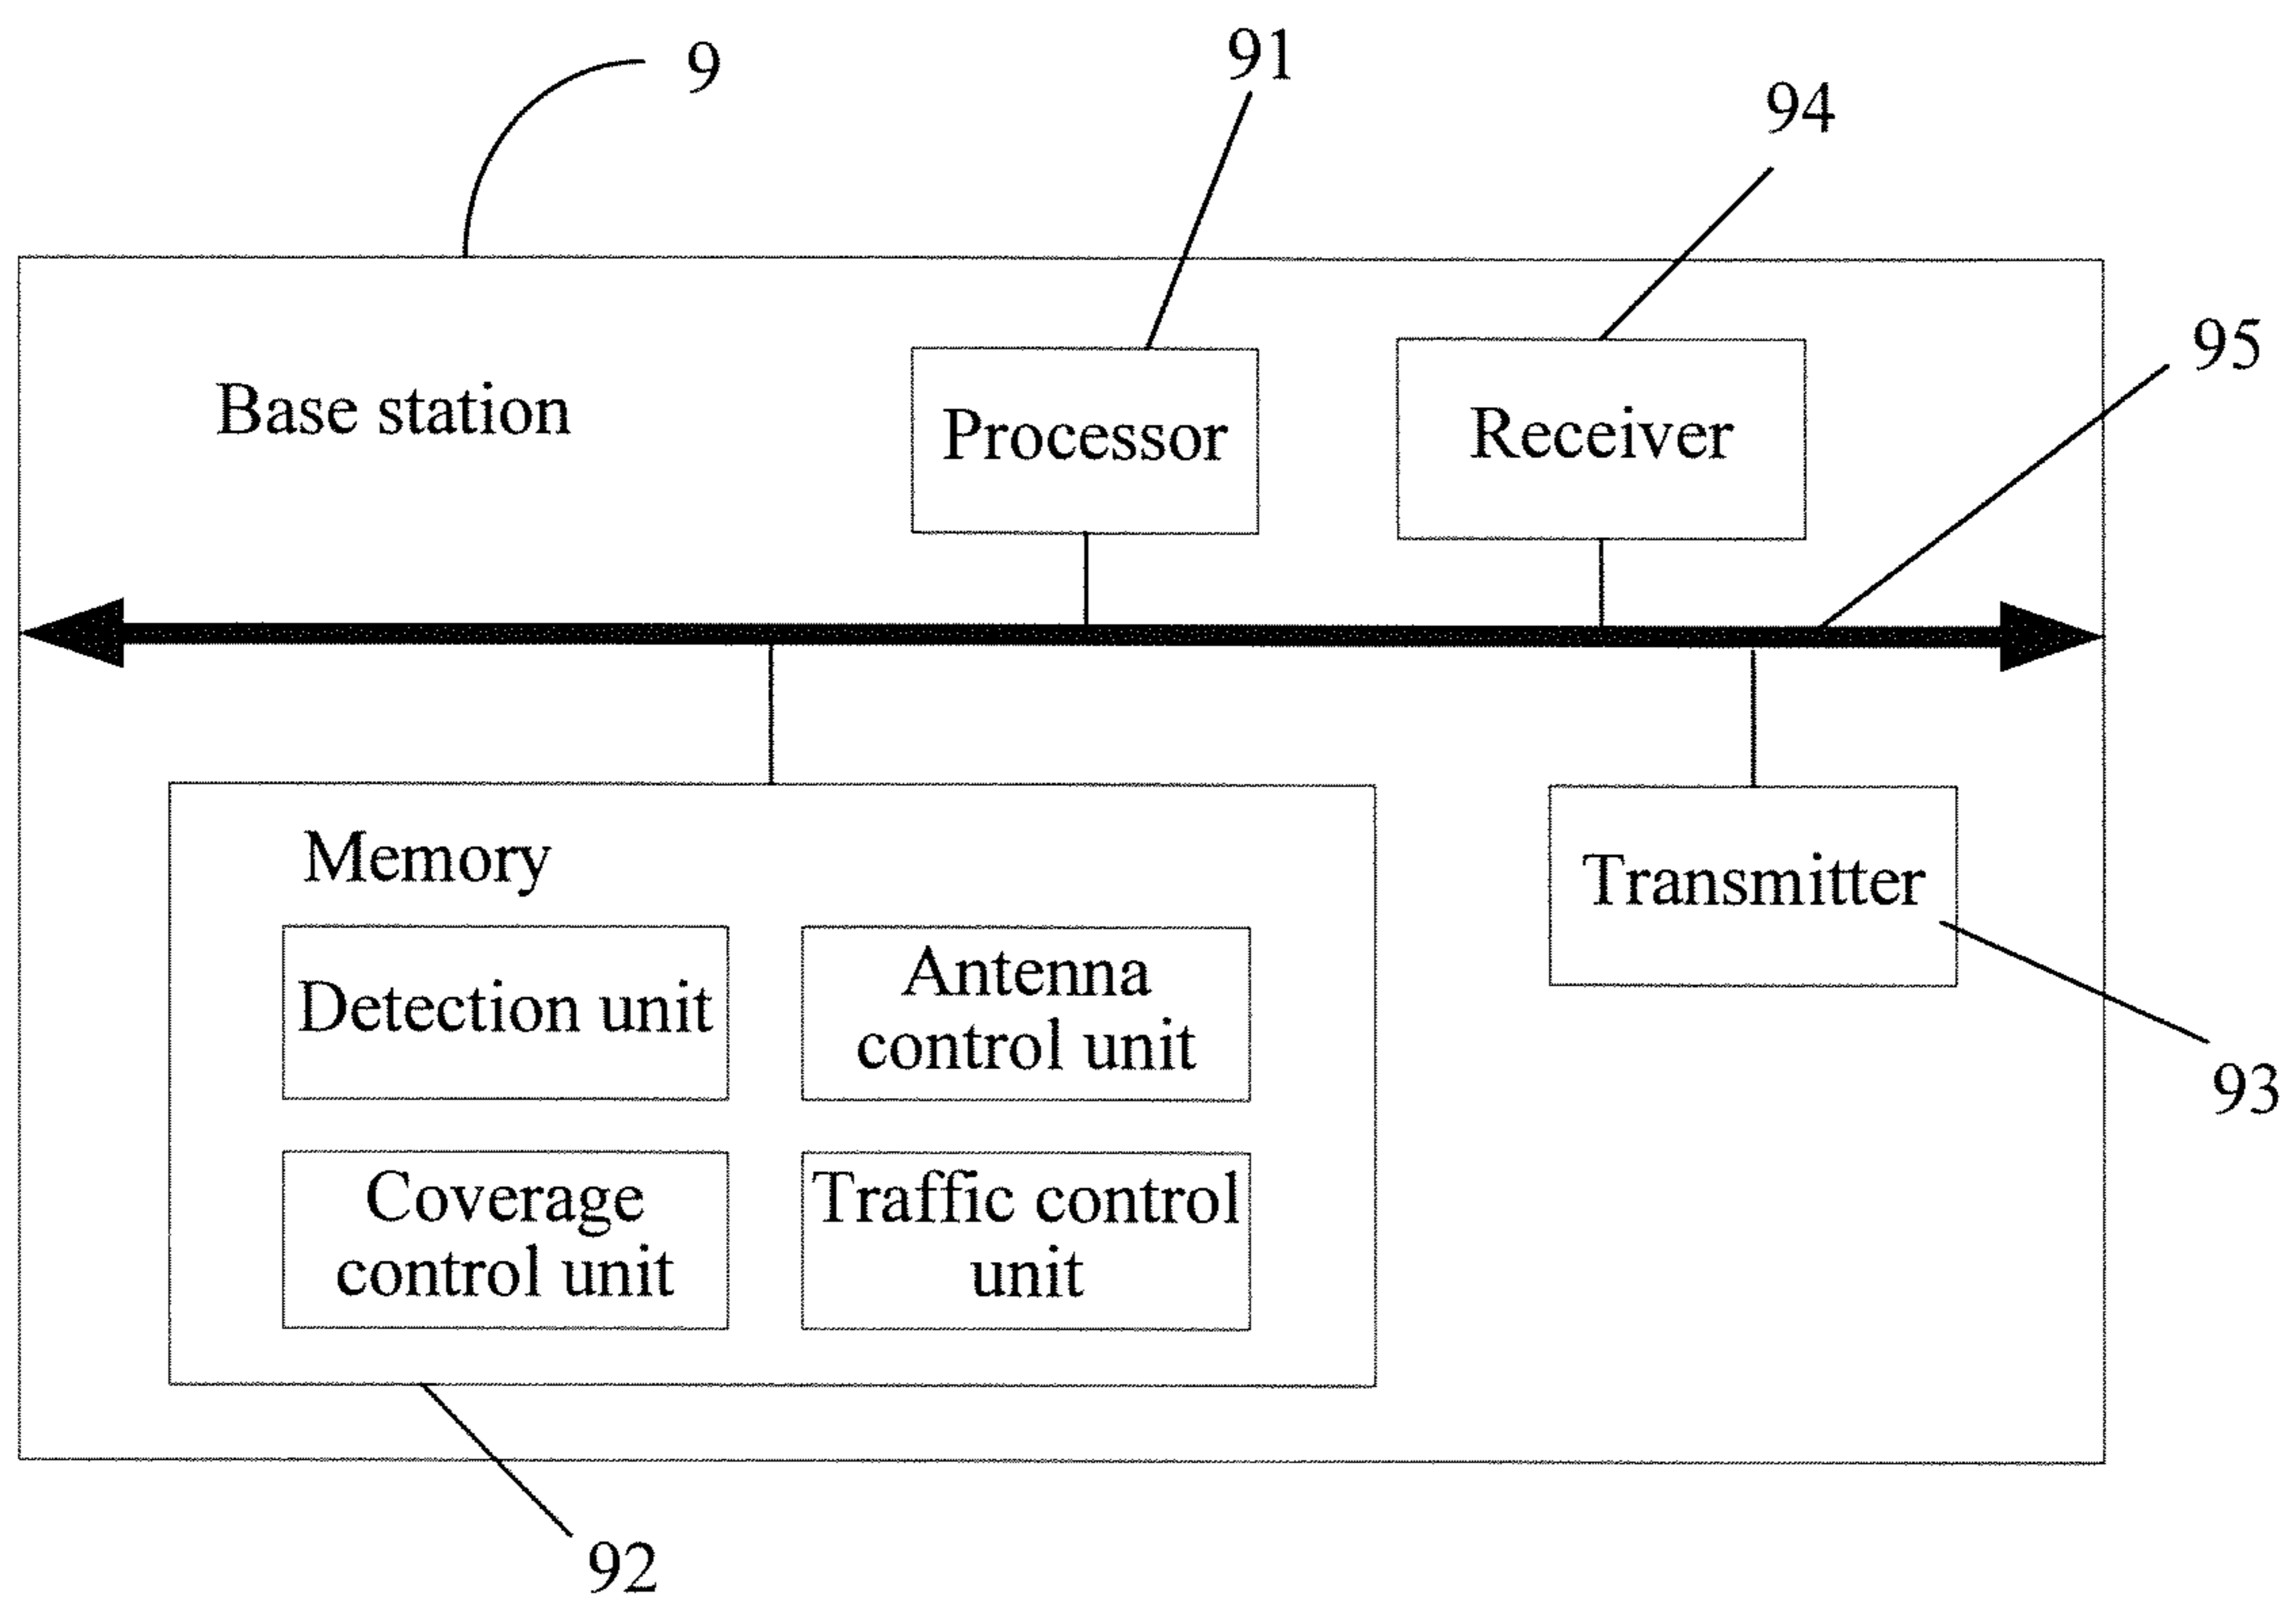 9
91
94
95
Base station
Processor
Receiver
Memory
Transmitter
Detection unit
Antenna
control unit
93
Coverage
control unit
Traffic control
unit
92